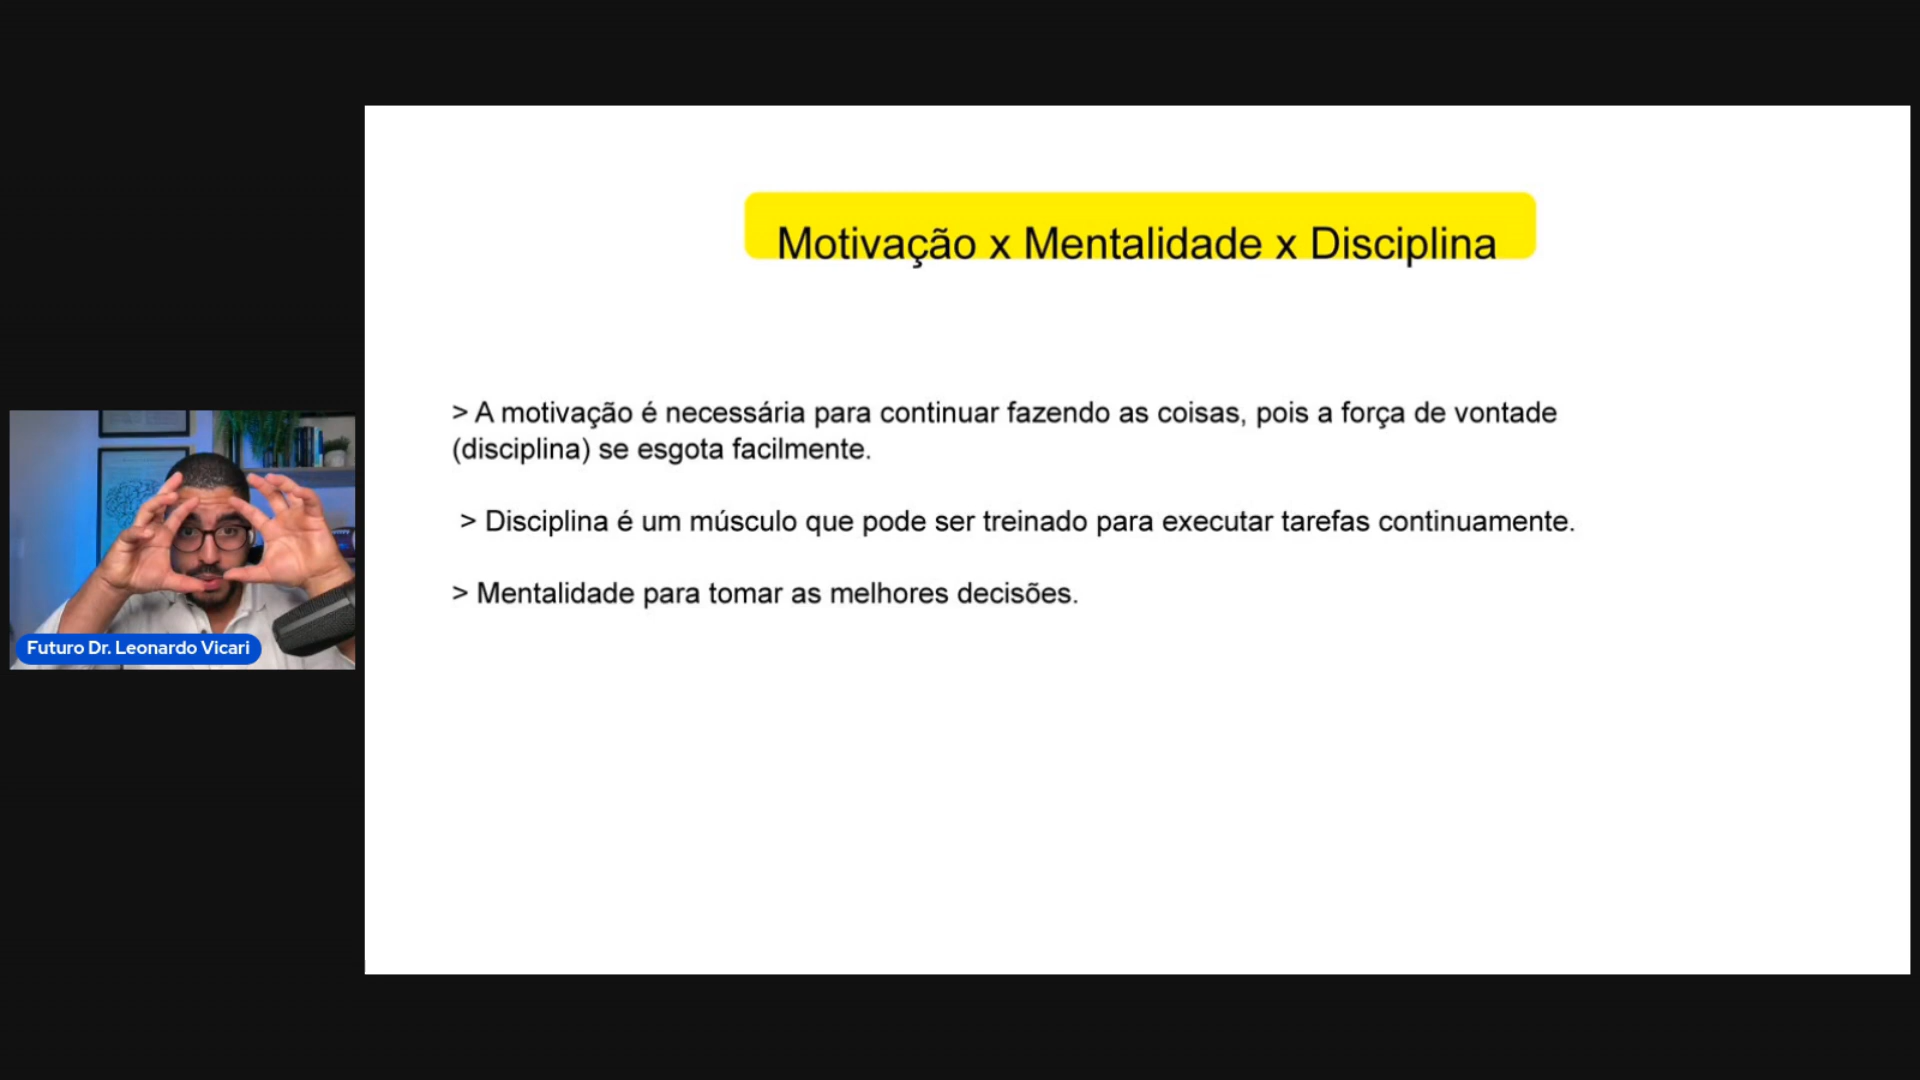 Motivação x Mentalidade x Disciplina
> A motivação é necessária para continuar fazendo as coisas, pois a força de vontade
(disciplina) se esgota facilmente.
> Disciplina é um músculo que pode ser treinado para executar tarefas continuamente.
> Mentalidade para tomar as melhores decisões.
Futuro Dr. Leonardo Vicari